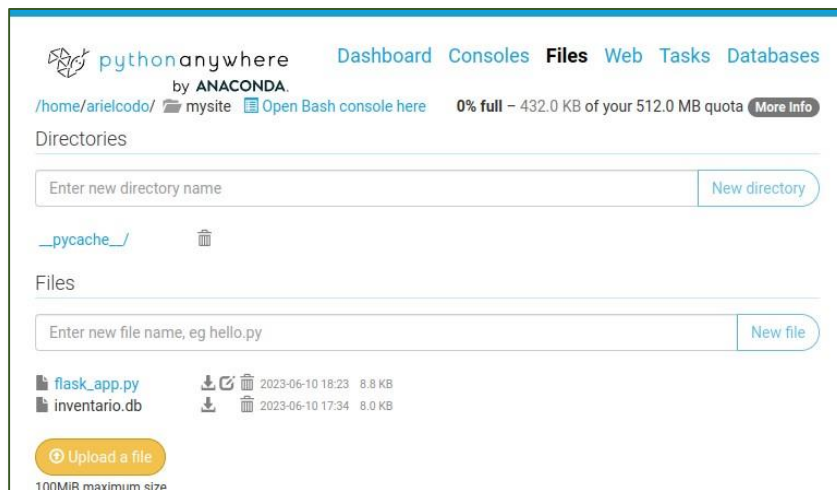 pythonanywhere
by ANACONDA.
Dashboard Consoles Files Web Tasks Databases
/home/arielcodo/ mysite Open Bash console here 0% full – 432.0 KB of your 512.0 MB quota More Info
Directories
Enter new directory name New directory
__pycache__/
Files
Enter new file name, eg hello.py New file
flask_app.py 2023-06-10 18:23 8.8 KB
inventario.db 2023-06-10 17:34 8.0 KB
Upload a file
100MiB maximum size